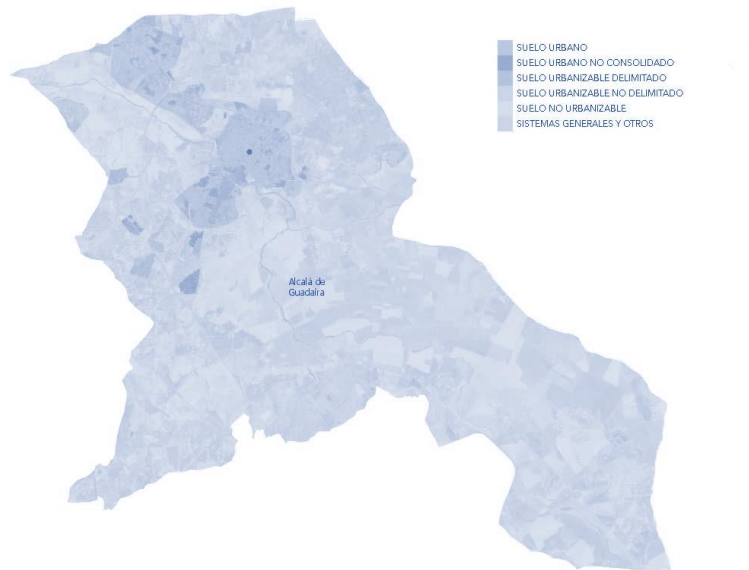 SUELO URBANO
SUELO URBANO NO CONSOLIDADO
SUELO URBANIZABLE DELIMITADO
SUELO URBANIZABLE NO DELIMITADO
SUELO NO URBANIZABLE
SISTEMAS GENERALES Y OTROS
Alcalá de
Guadaíra